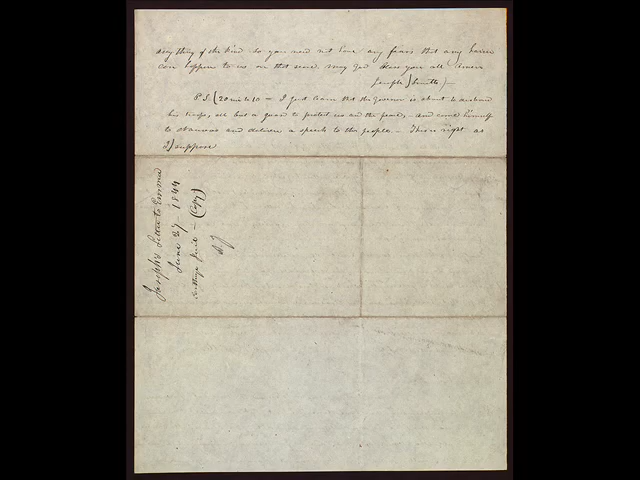 any thing of the kind so you need not have any fears that any harm
can happen to us on that score may God bless you all Amen
Joseph Smith) —
P.S. (20 min to 10 — I just learn that the Governor is about to disband
his troops, all but a guard to protect us and the peace, — and come himself
to Nauvoo and deliver a speech to the people. — This is right as
I) suppose
Joseph's Letter to Emma
June 27 — 1844
Carthage Jail — (Copy)